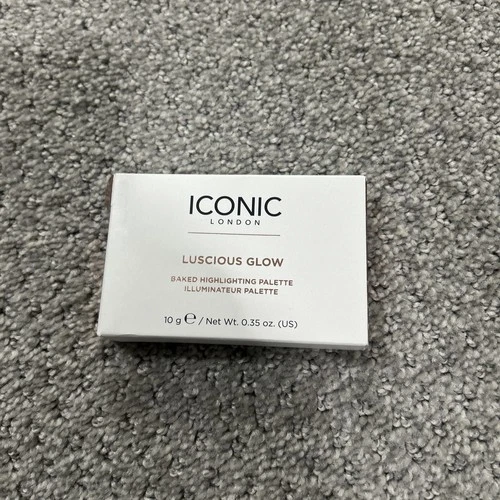 ICONIC
LONDON
LUSCIOUS GLOW
BAKED HIGHLIGHTING PALETTE
ILLUMINATEUR PALETTE
10 g ℮ / Net Wt. 0.35 oz. (US)